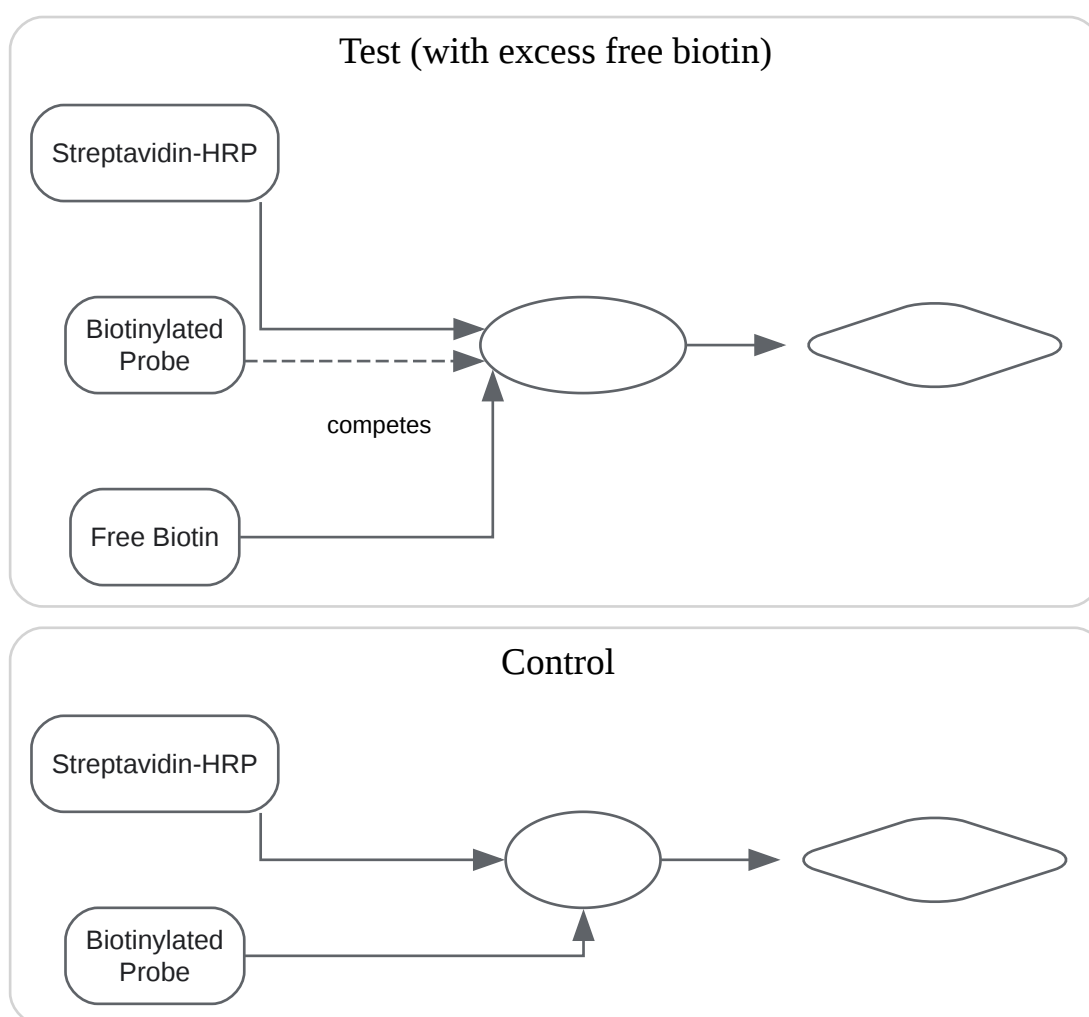 Test (with excess free biotin)
Streptavidin-HRP
Biotinylated
Probe
competes
Free Biotin
Control
Streptavidin-HRP
Biotinylated
Probe